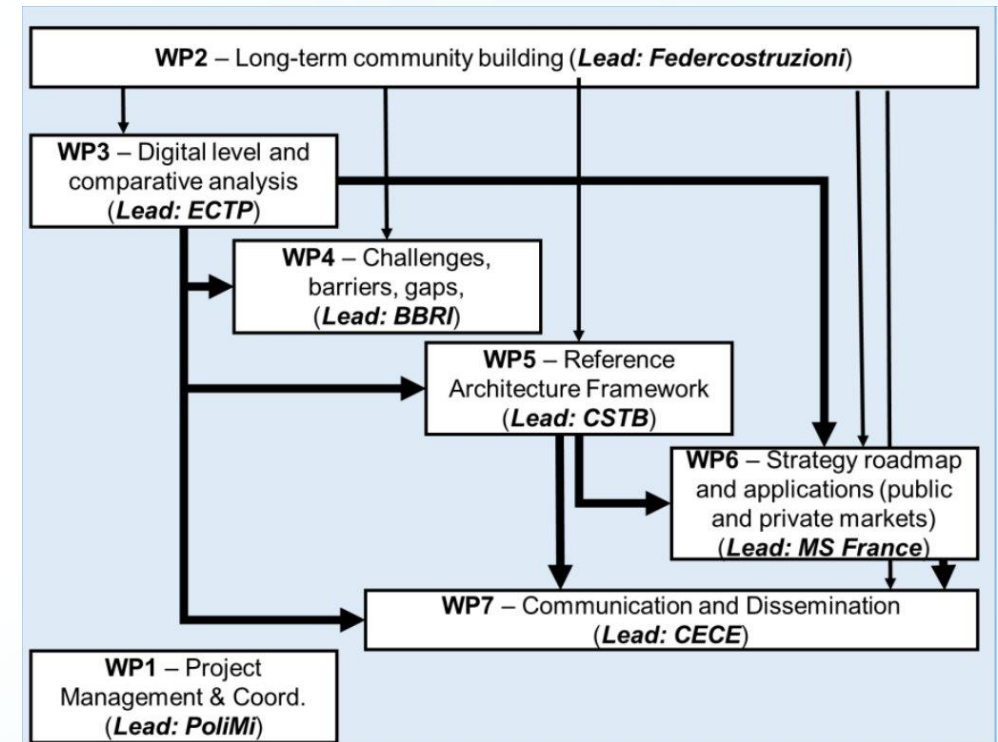 WP2 – Long-term community building (Lead: Federcostruzioni)
WP3 – Digital level and
comparative analysis
(Lead: ECTP)
WP4 – Challenges,
barriers, gaps,
(Lead: BBRI)
WP5 – Reference
Architecture Framework
(Lead: CSTB)
WP6 – Strategy roadmap
and applications (public
and private markets)
(Lead: MS France)
WP7 – Communication and Dissemination
(Lead: CECE)
WP1 – Project
Management & Coord.
(Lead: PoliMi)